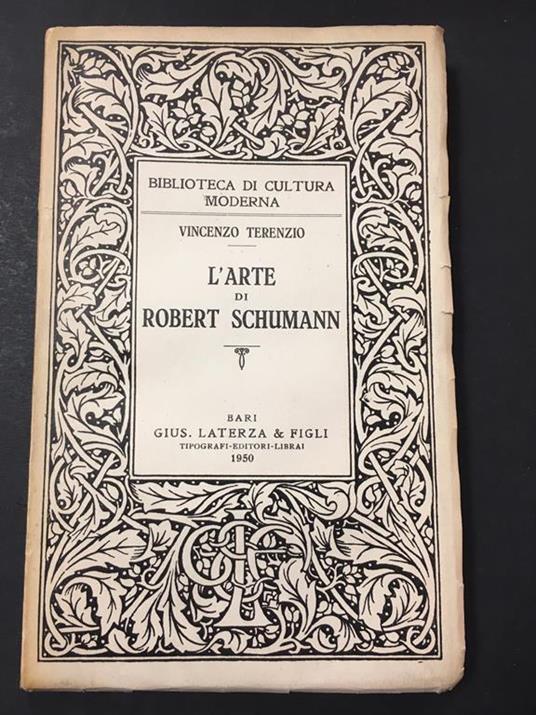 BIBLIOTECA DI CULTURA
MODERNA
VINCENZO TERENZIO
L'ARTE
DI
ROBERT SCHUMANN
BARI
GIUS. LATERZA & FIGLI
TIPOGRAFI-EDITORI-LIBRAI
1950